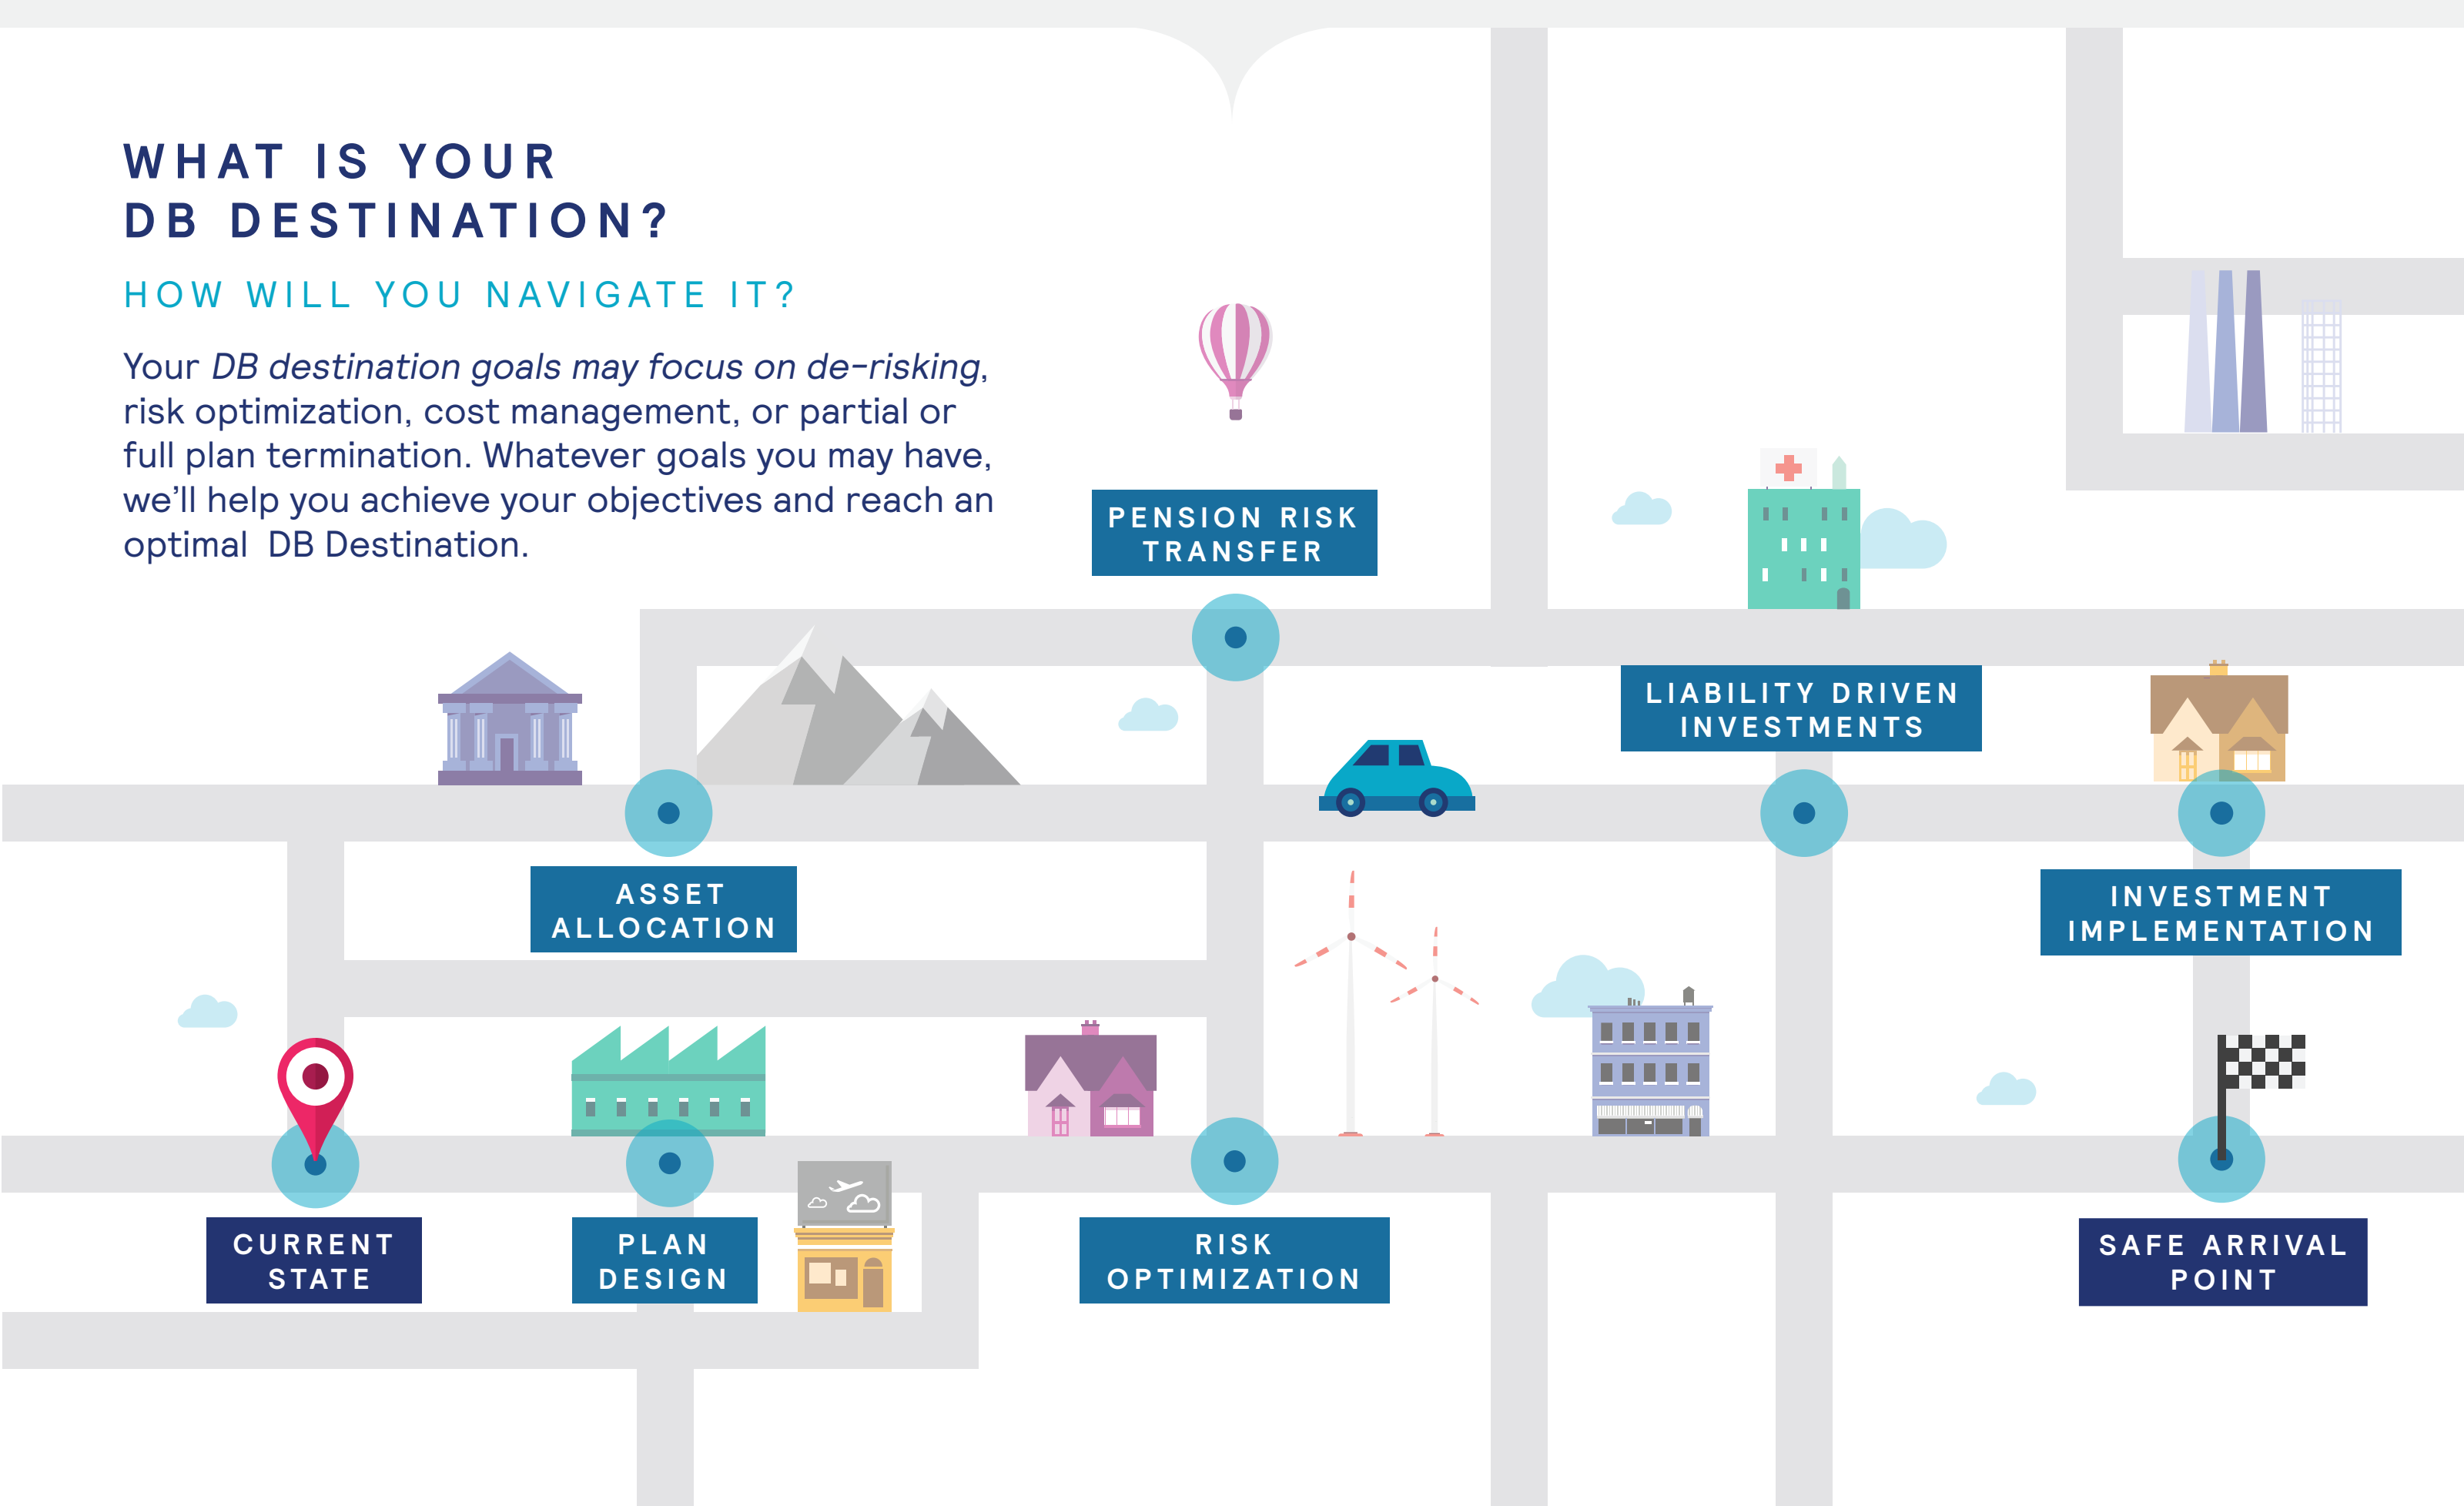 WHAT IS YOUR
DB DESTINATION?
HOW WILL YOU NAVIGATE IT?
Your DB destination goals may focus on de-risking,
risk optimization, cost management, or partial or
full plan termination. Whatever goals you may have,
we’ll help you achieve your objectives and reach an
optimal  DB Destination.
PENSION RISK
TRANSFER
LIABILITY DRIVEN
INVESTMENTS
ASSET
ALLOCATION
INVESTMENT
IMPLEMENTATION
CURRENT
STATE
PLAN
DESIGN
RISK
OPTIMIZATION
SAFE ARRIVAL
POINT